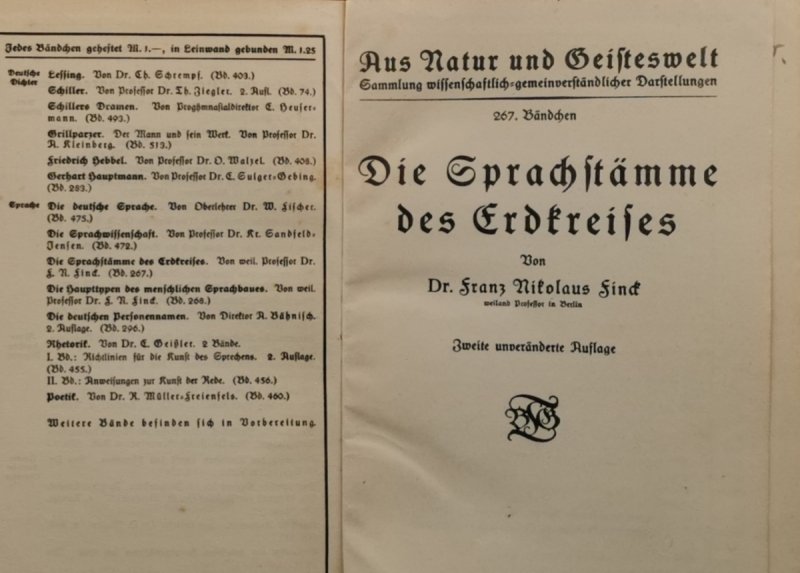 Jedes Bändchen geheftet M. 1.—, in Leinwand gebunden M. 1.25
Deutsche Dichter
Lessing. Von Dr. Ch. Schrempf. (Bd. 403.)
Schiller. Von Professor Dr. Th. Ziegler. 2. Aufl. (Bd. 74.)
Schillers Dramen. Von Progymnasialdirektor E. Heuser-
mann. (Bd. 493.)
Grillparzer. Der Mann und sein Werk. Von Professor Dr.
A. Kleinberg. (Bd. 513.)
Friedrich Hebbel. Von Professor Dr. O. Walzel. (Bd. 408.)
Gerhart Hauptmann. Von Professor Dr. E. Sulger-Gebing.
(Bd. 283.)
Sprache
Die deutsche Sprache. Von Oberlehrer Dr. W. Fischer.
(Bd. 475.)
Die Sprachwissenschaft. Von Professor Dr. Kr. Sandfeld-
Jensen. (Bd. 472.)
Die Sprachstämme des Erdkreises. Von weil. Professor Dr.
F. N. Finck. (Bd. 267.)
Die Haupttypen des menschlichen Sprachbaues. Von weil.
Professor Dr. F. N. Finck. (Bd. 268.)
Die deutschen Personennamen. Von Direktor A. Bähnisch.
2. Auflage. (Bd. 296.)
Rhetorik. Von Dr. E. Geißler. 2 Bände.
I. Bd.: Richtlinien für die Kunst des Sprechens. 2. Auflage.
(Bd. 455.)
II. Bd.: Anweisungen zur Kunst der Rede. (Bd. 456.)
Poetik. Von Dr. R. Müller-Freienfels. (Bd. 460.)
Weitere Bände befinden sich in Vorbereitung.
Aus Natur und Geisteswelt
Sammlung wissenschaftlich-gemeinverständlicher Darstellungen
267. Bändchen
Die Sprachstämme
des Erdkreises
Von
Dr. Franz Nikolaus Finck
weiland Professor in Berlin
Zweite unveränderte Auflage